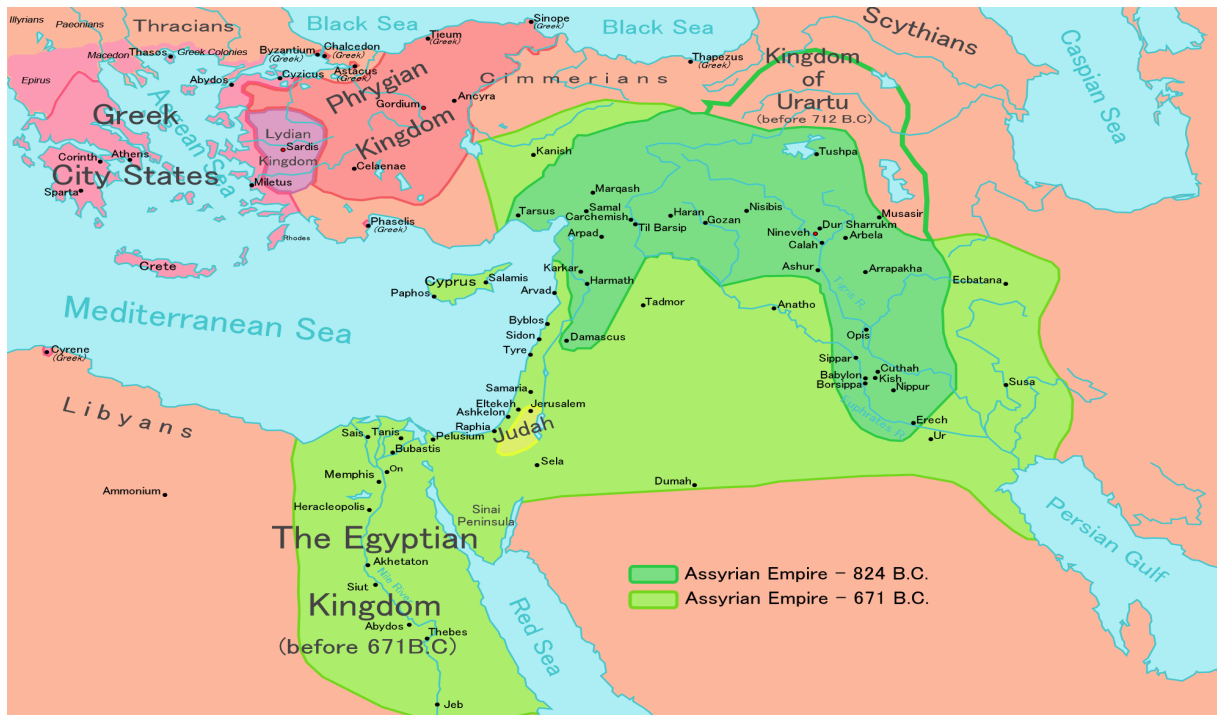 Illyrians
Paeonians
Thracians
Black Sea
Sinope
(Greek)
Black Sea
Scythians
Caspian Sea
Macedon
Thasos
Greek Colonies
Byzantium
(Greek)
Chalcedon
(Greek)
Tieum
(Greek)
Thapezus
(Greek)
Kingdom
of
Urartu
(before 712 B.C)
Epirus
Abydos
Cyzicus
Astacus
(Greek)
Phrygian
Kingdom
Cimmerians
Gordium
Ancyra
Greek
City States
Aegean Sea
Lydian
Kingdom
Sardis
Celaenae
Kanish
Tushpa
Corinth
Athens
Sparta
Miletus
Phaselis
(Greek)
Rhodes
Crete
Marqash
Tarsus
Samal
Carchemish
Til Barsip
Arpad
Haran
Gozan
Nisibis
Musasir
Nineveh
Dur Sharrukm
Calah
Arbela
Ashur
Arrapakha
Ecbatana
Karkar
Harmath
Cyprus
Salamis
Paphos
Arvad
Tadmor
Anatho
Tigris R.
Mediterranean Sea
Byblos
Sidon
Tyre
Damascus
Opis
Sippar
Cuthah
Babylon
Kish
Borsippa
Nippur
Susa
Cyrene
(Greek)
Samaria
Eltekeh
Jerusalem
Ashkelon
Raphia
Judah
Euphrates R.
Erech
Ur
Libyans
Sais
Tanis
Pelusium
Bubastis
On
Memphis
Sela
Dumah
Ammonium
Heracleopolis
Sinai
Peninsula
Persian Gulf
The Egyptian
Kingdom
(before 671B.C)
Akhetaton
Nile River
Siut
Abydos
Thebes
Jeb
Red Sea
Assyrian Empire - 824 B.C.
Assyrian Empire - 671 B.C.